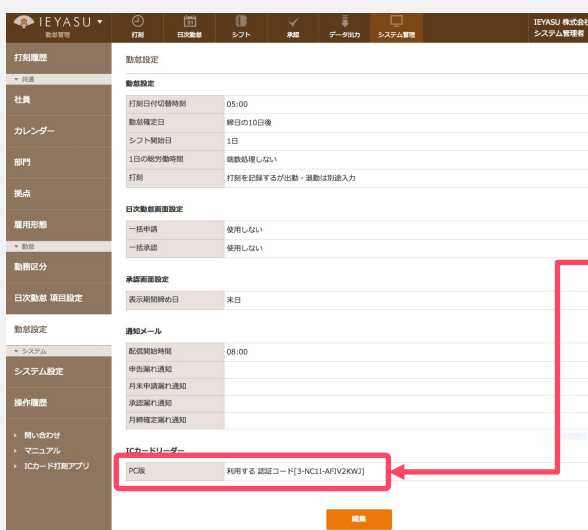 IEYASU ▼
勤怠管理
打刻
日次勤怠
シフト
承認
データ出力
システム管理
IEYASU 株式会社
システム管理者
打刻履歴
▼ 共通
社員
カレンダー
部門
拠点
雇用形態
▼ 勤怠
勤務区分
日次勤怠 項目設定
勤怠設定
▼ システム
システム設定
操作履歴
問い合わせ
マニュアル
ICカード打刻アプリ
勤怠設定
勤怠設定
打刻日付切替時刻 05:00
勤怠確定日 締日の10日後
シフト開始日 1日
1日の総労働時間 端数処理しない
打刻 打刻を記録するが出勤・退勤は別途入力
日次勤怠画面設定
一括申請 使用しない
一括承認 使用しない
承認画面設定
表示期間締め日 末日
通知メール
配信開始時間 08:00
申告漏れ通知
月末申請漏れ通知
承認漏れ通知
月締確定漏れ通知
ICカードリーダー
PC版 利用する 認証コード[3-NC1I-AFIV2KWJ]
編集